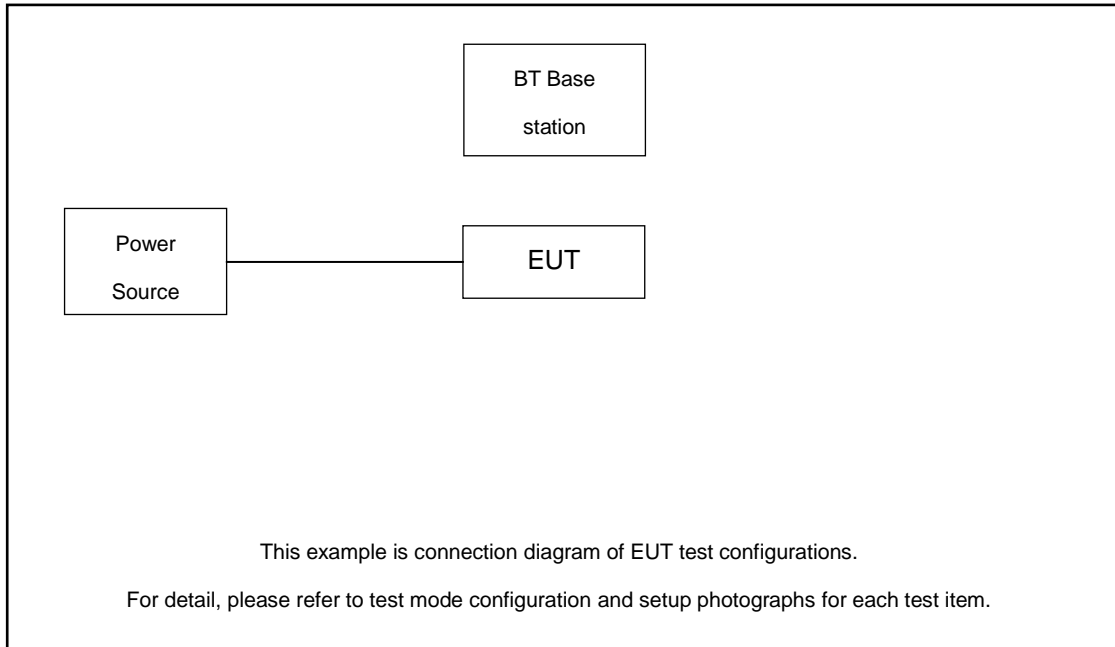 BT Base
station
Power
Source
EUT
This example is connection diagram of EUT test configurations.
For detail, please refer to test mode configuration and setup photographs for each test item.